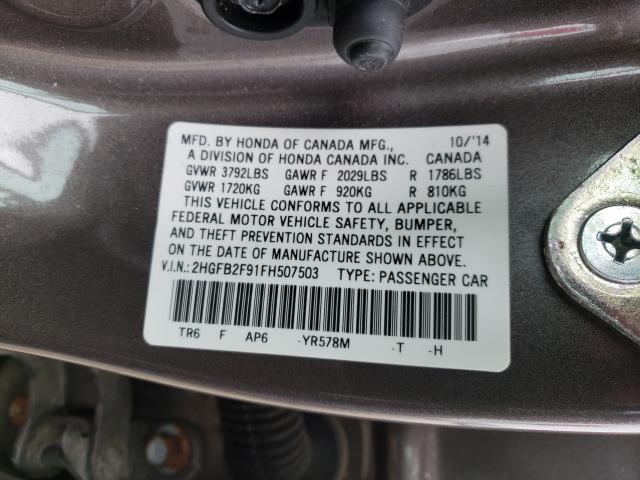 MFD. BY HONDA OF CANADA MFG., 10/'14
A DIVISION OF HONDA CANADA INC. CANADA
GVWR 3792LBS GAWR F 2029LBS R 1786LBS
GVWR 1720KG GAWR F 920KG R 810KG
THIS VEHICLE CONFORMS TO ALL APPLICABLE
FEDERAL MOTOR VEHICLE SAFETY, BUMPER,
AND THEFT PREVENTION STANDARDS IN EFFECT
ON THE DATE OF MANUFACTURE SHOWN ABOVE.
V.I.N.: 2HGFB2F91FH507503 TYPE: PASSENGER CAR
TR6 F AP6 -YR578M -T -H